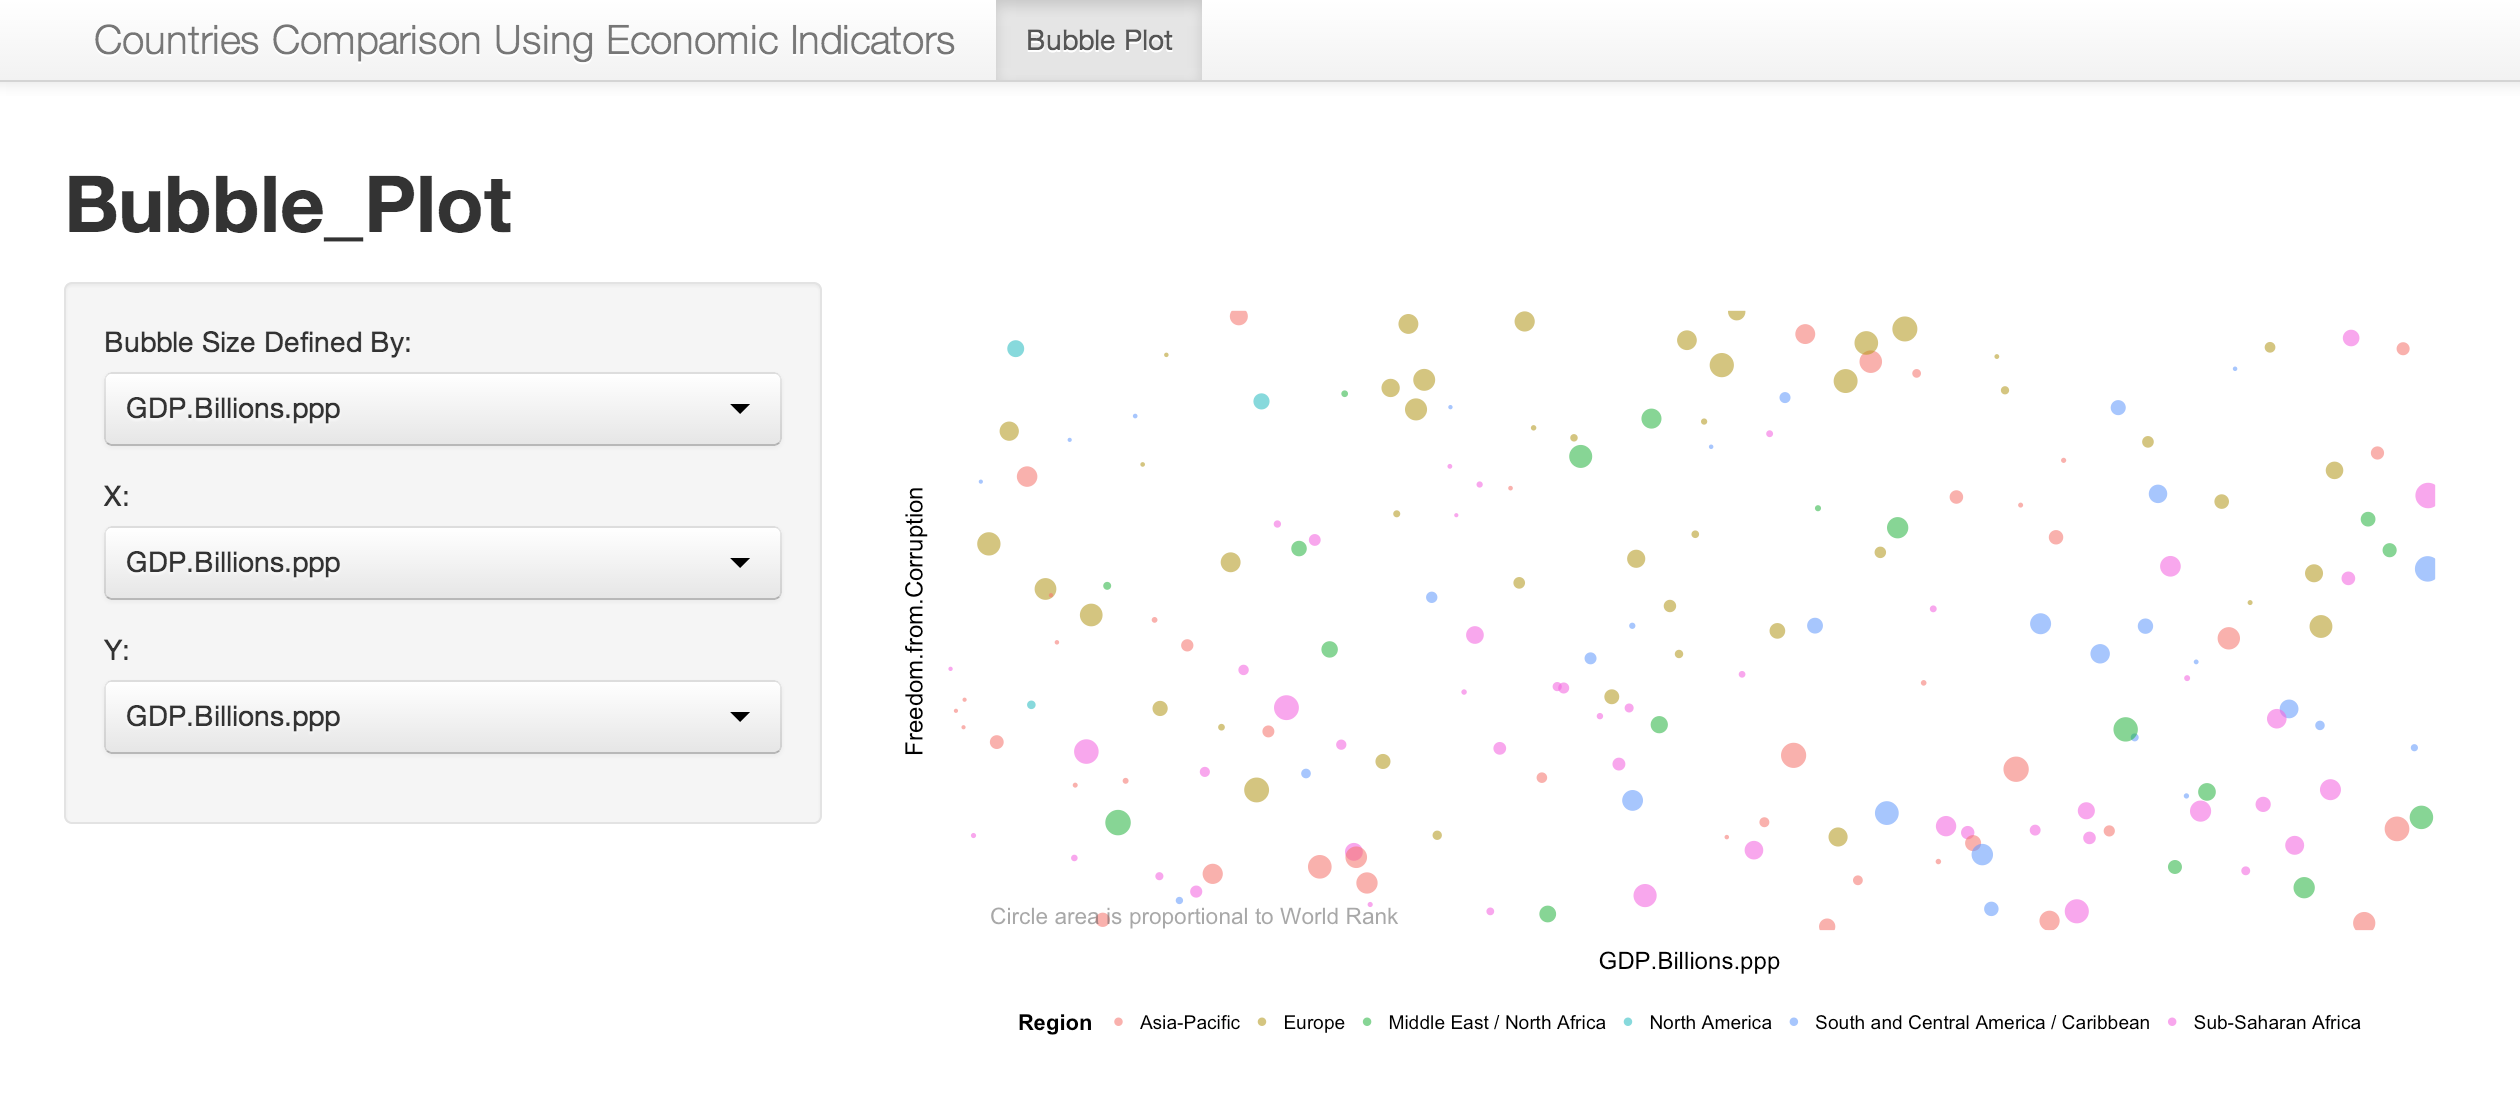 Countries Comparison Using Economic Indicators
Bubble Plot
Bubble_Plot
Bubble Size Defined By:
GDP.Billions.ppp
X:
GDP.Billions.ppp
Y:
GDP.Billions.ppp
Freedom.from.Corruption
Circle area is proportional to World Rank
GDP.Billions.ppp
Region Asia-Pacific Europe Middle East / North Africa North America South and Central America / Caribbean Sub-Saharan Africa